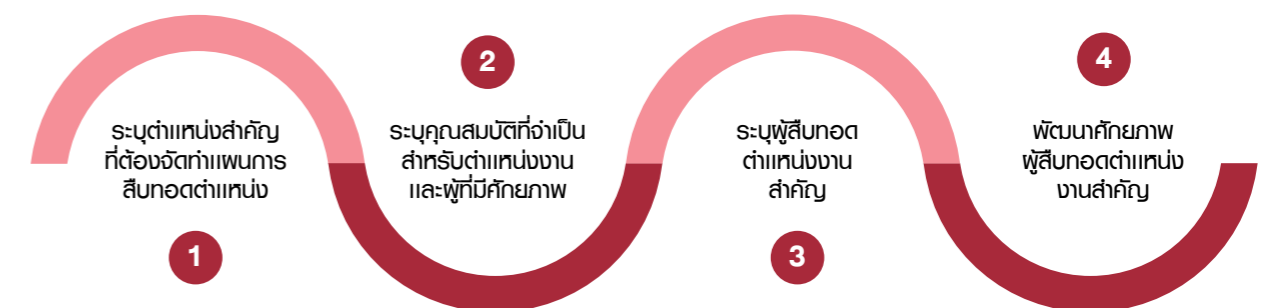 ระบุตำแหน่งสำคัญ
ที่ต้องจัดทำแผนการ
สืบทอดตำแหน่ง
1
2
ระบุคุณสมบัติที่จำเป็น
สำหรับตำแหน่งงาน
และผู้ที่มีศักยภาพ
ระบุผู้สืบทอด
ตำแหน่งงาน
สำคัญ
3
4
พัฒนาศักยภาพ
ผู้สืบทอดตำแหน่ง
งานสำคัญ